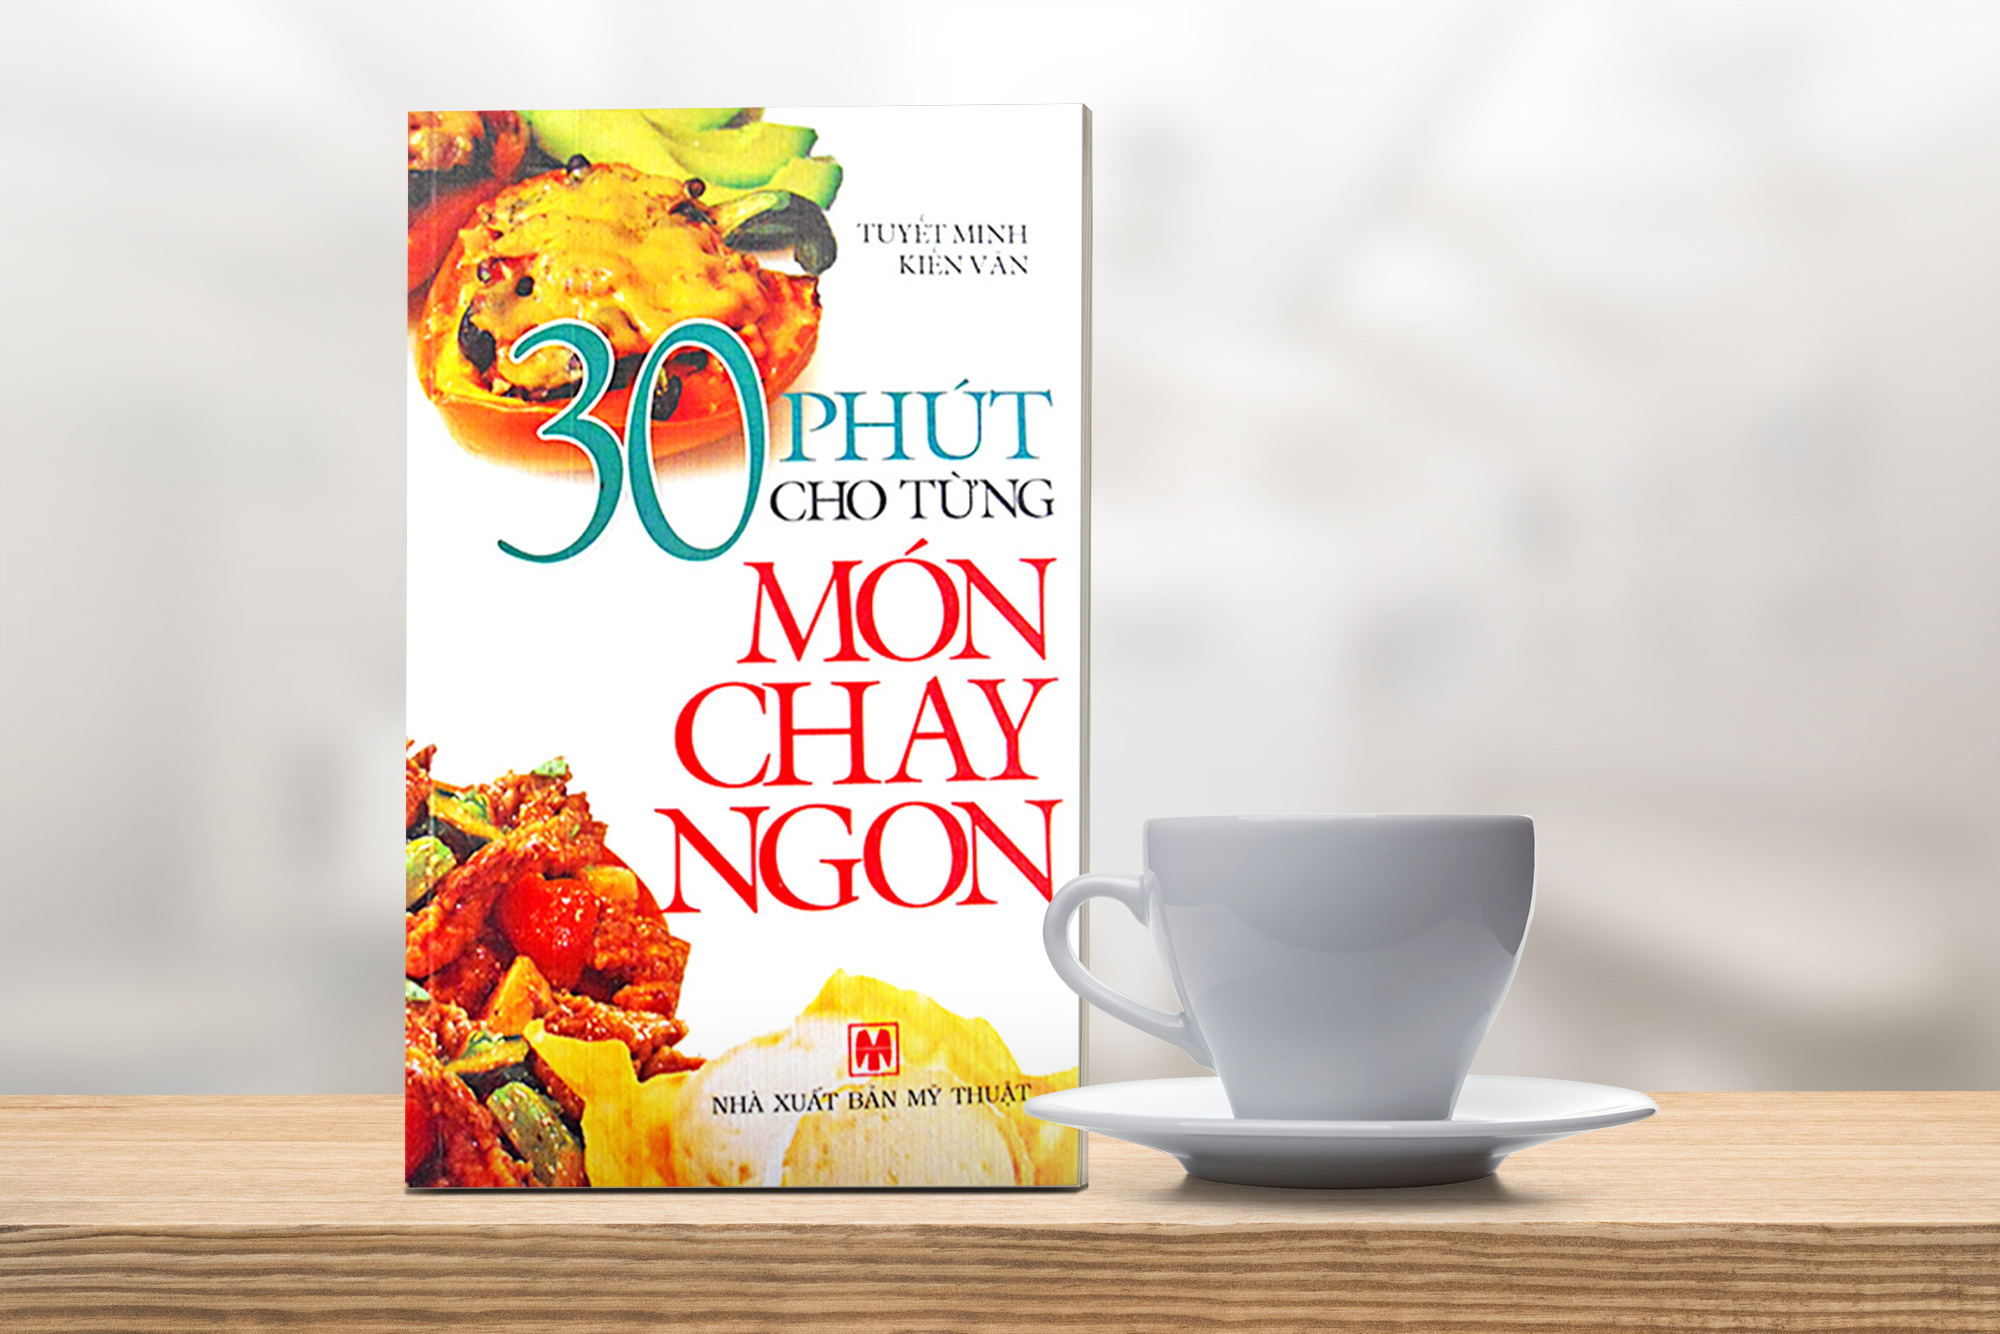 TUYẾT MINH
KIẾN VĂN
30 PHÚT
CHO TỪNG
MÓN
CHAY
NGON
NHÀ XUẤT BẢN MỸ THUẬT